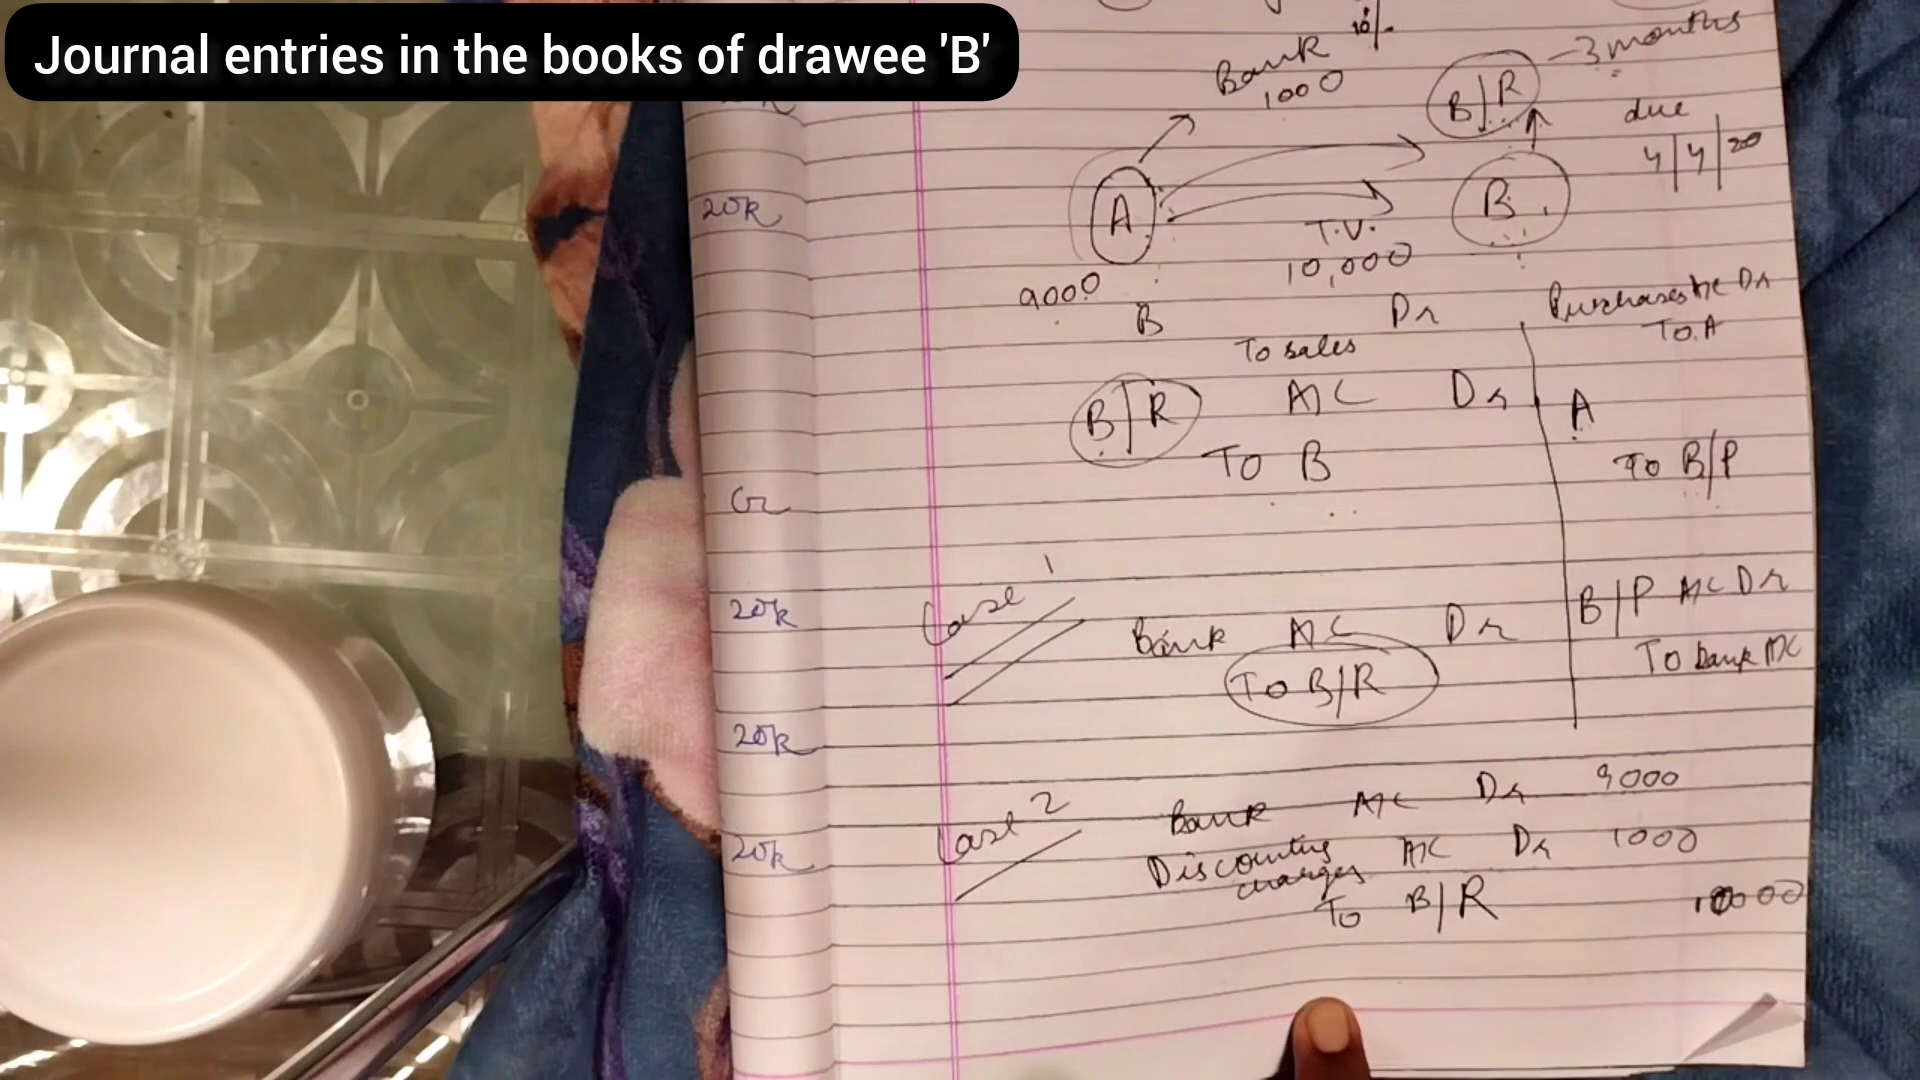 Journal entries in the books of drawee 'B'
Bank 10%
1000
B/R - 3 months
due
4/4/20
20k
A
B
T.V.
10,000
9000
B Dr
To sales
Purchases A/C Dr
To A
B/R A/C Dr
To B
A
To B/P
Cr
Case 1
20k
Bank A/C Dr
To B/R
B/P A/C Dr
To bank A/C
20k
Case 2
20k
Bank A/C Dr 9000
Discounting charges A/C Dr 1000
To B/R 10000